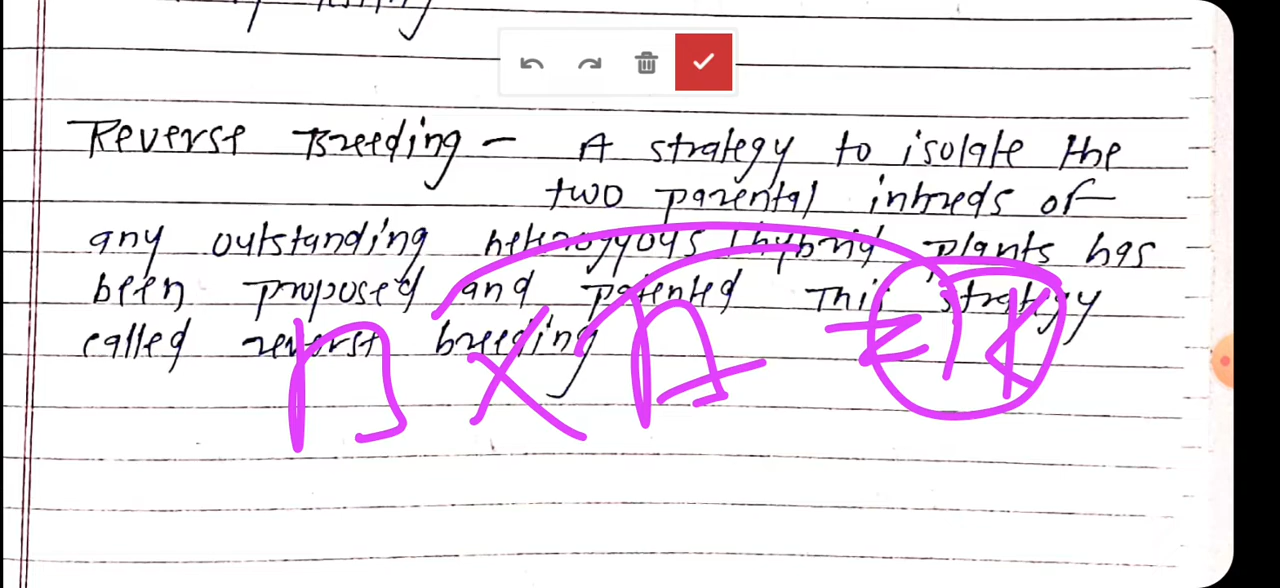 Reverse Breeding - A strategy to isolate the
two parental inbreds of
any outstanding heterozyous / hybrid plants has
been proposed and patented This strategy
called reverse breeding